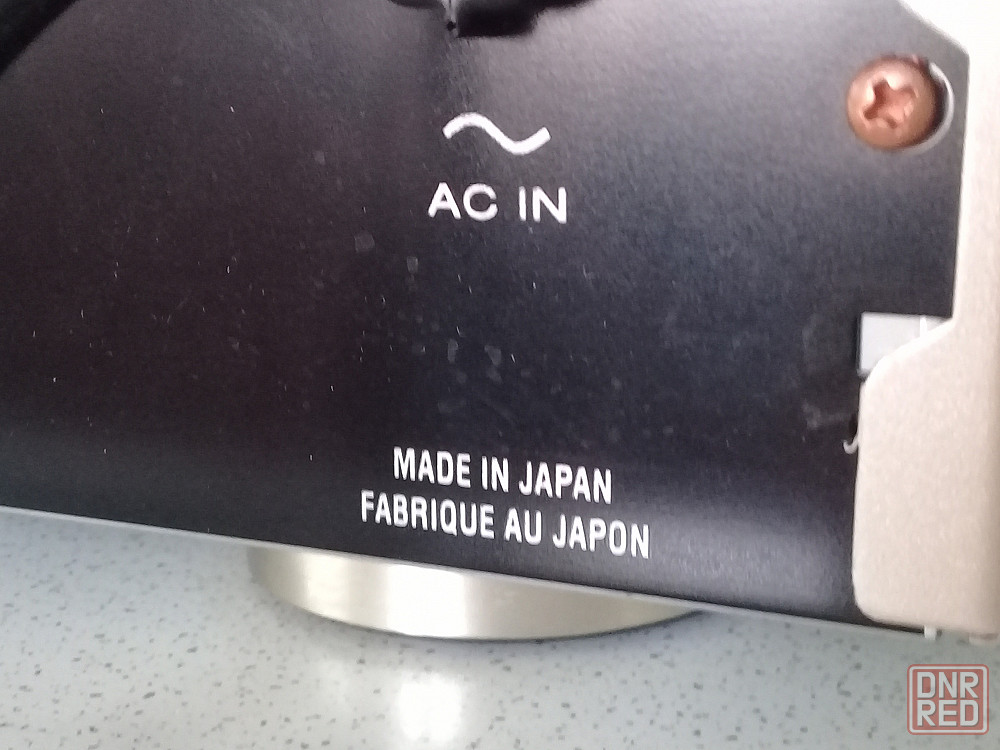 AC IN
MADE IN JAPAN
FABRIQUE AU JAPON
DNR
RED